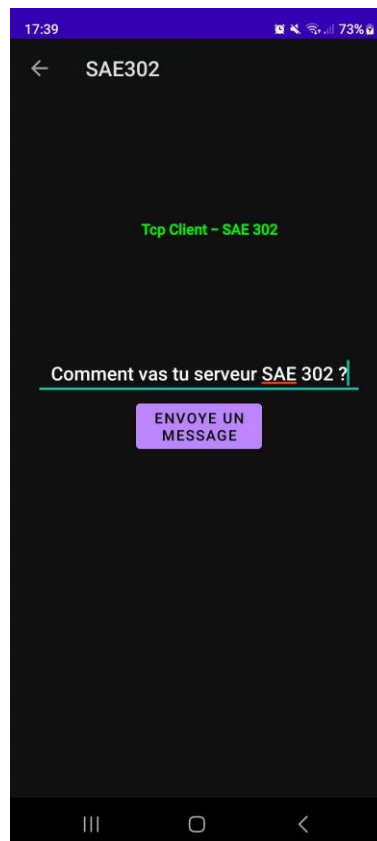 17:39 73%
SAE302
Tcp Client – SAE 302
Comment vas tu serveur SAE 302 ?
ENVOYE UN
MESSAGE